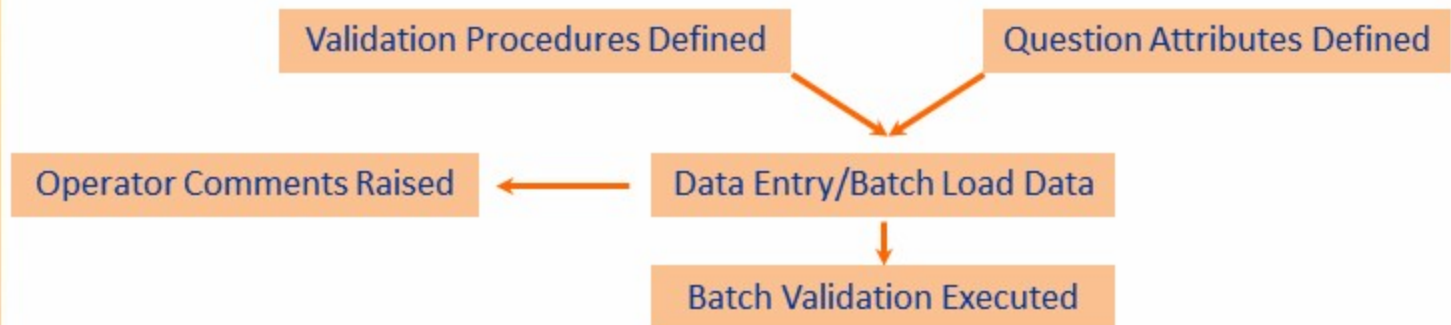 Validation Procedures Defined
Question Attributes Defined
Operator Comments Raised
Data Entry/Batch Load Data
Batch Validation Executed